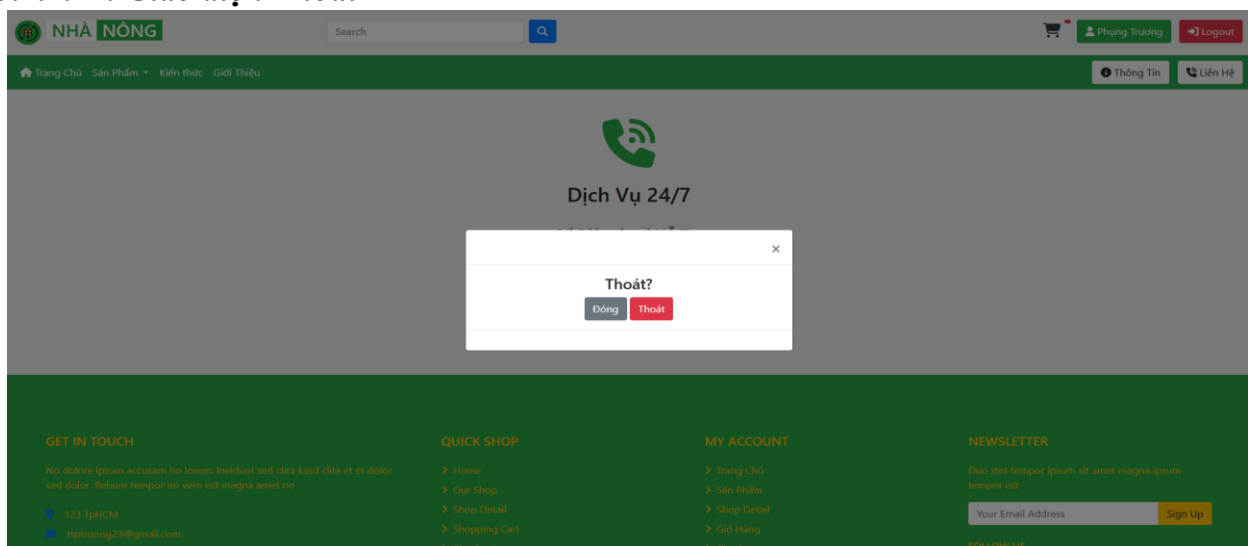 NHÀ NÔNG
Search
Phụng Trương
Logout
Trang Chủ Sản Phẩm Kiến thức Giới Thiệu
Thông Tin
Liên Hệ
Dịch Vụ 24/7
×
Thoát?
Đóng Thoát
GET IN TOUCH
No dolore ipsum accusam no lorem. Invidunt sed clita kasd clita et et dolor
sed dolor. Rebum tempor no vero est magna amet no
123 TpHCM
ttptruong23@gmail.com
QUICK SHOP
Home
Our Shop
Shop Detail
Shopping Cart
MY ACCOUNT
Trang Chủ
Sản Phẩm
Shop Detail
Giỏ Hàng
NEWSLETTER
Duo stet tempor ipsum sit amet magna ipsum
tempor est
Your Email Address
Sign Up
FOLLOW US